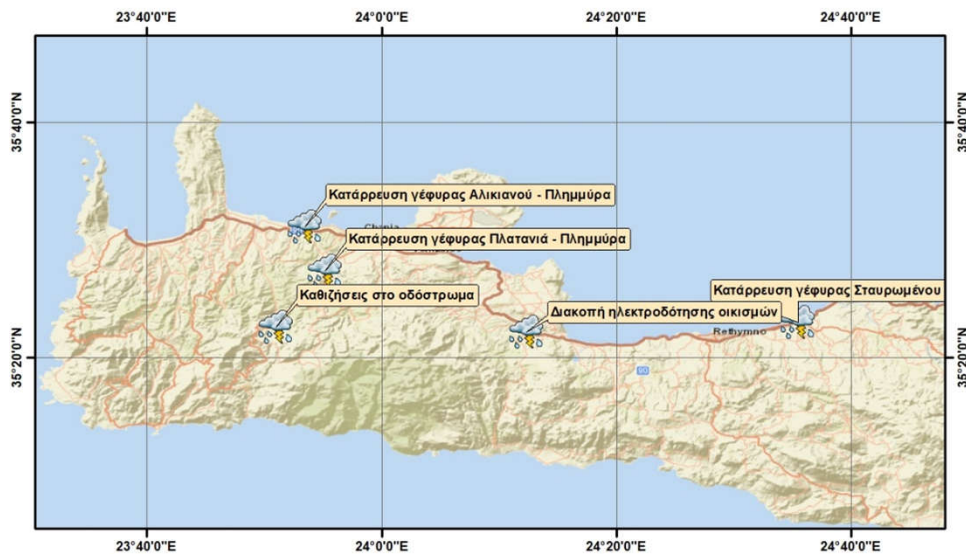 23°40'0"E
24°0'0"E
24°20'0"E
24°40'0"E
35°40'0"N
35°40'0"N
Κατάρρευση γέφυρας Αλικιανού - Πλημμύρα
Κατάρρευση γέφυρας Πλατανιά - Πλημμύρα
Καθιζήσεις στο οδόστρωμα
Κατάρρευση γέφυρας Σταυρωμένου
Διακοπή ηλεκτροδότησης οικισμών
Rethymno
35°20'0"N
35°20'0"N
90
23°40'0"E
24°0'0"E
24°20'0"E
24°40'0"E